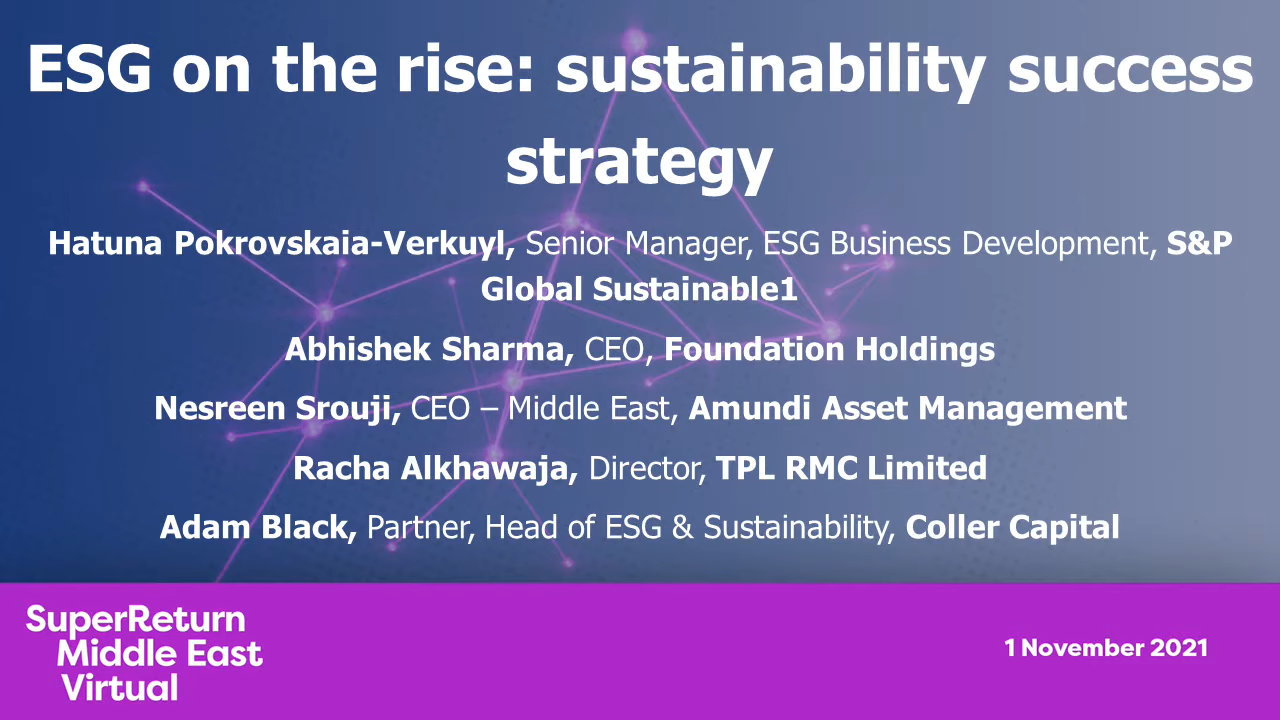 ESG on the rise: sustainability success
strategy
Hatuna Pokrovskaia-Verkuyl, Senior Manager, ESG Business Development, S&P
Global Sustainable1
Abhishek Sharma, CEO, Foundation Holdings
Nesreen Srouji, CEO – Middle East, Amundi Asset Management
Racha Alkhawaja, Director, TPL RMC Limited
Adam Black, Partner, Head of ESG & Sustainability, Coller Capital
SuperReturn
Middle East
Virtual
1 November 2021